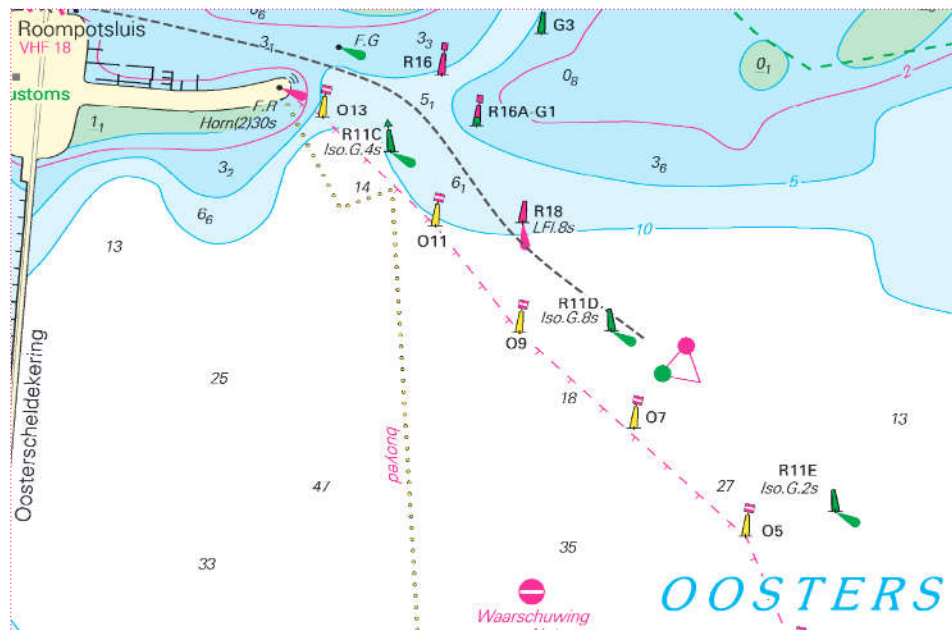 0₆
Roompotsluis
VHF 18
3₁
F.G
3₃
G3
R16
0₈
0₁
2
ustoms
F.R
Horn(2)30s
1₁
O13
5₁
R16A-G1
R11C
Iso.G.4s
3₂
14
6₁
3₆
5
6₆
13
O11
R18
LFl.8s
10
R11D
Iso.G.8s
O9
Oosterscheldekering
25
18
O7
13
buoyed
R11E
Iso.G.2s
47
27
O5
33
35
OOSTERS
Waarschuwing